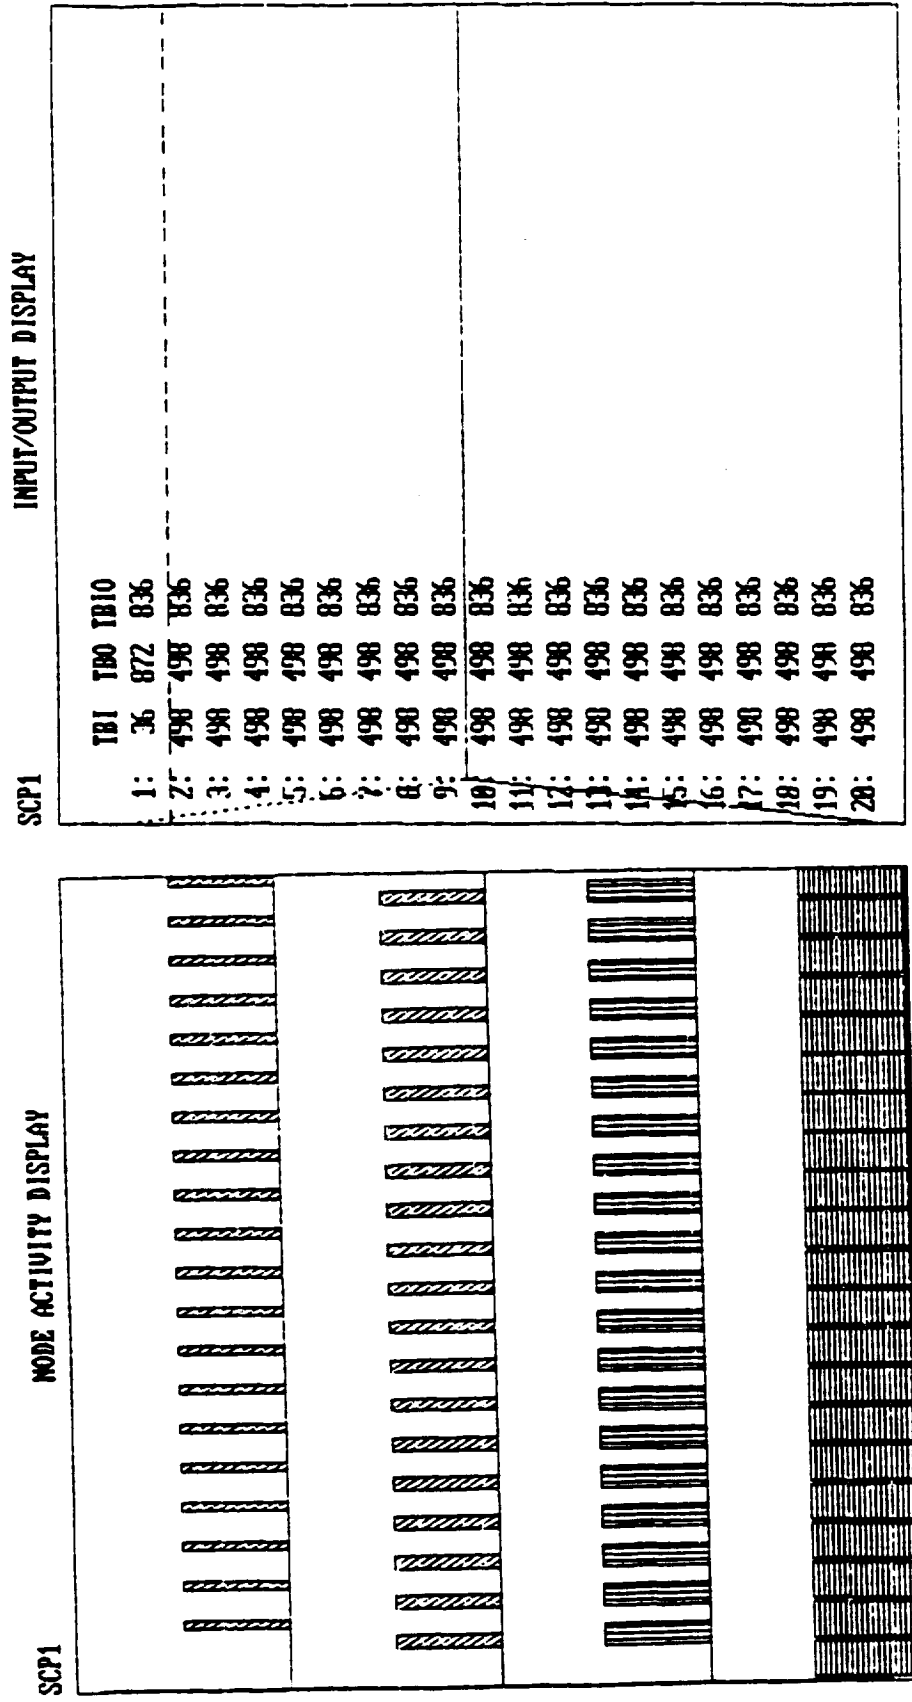 SCP1
NODE ACTIVITY DISPLAY
SCP1
INPUT/OUTPUT DISPLAY
TBI TBO TBIO
1: 36 872 836
2: 498 498 836
3: 498 498 836
4: 498 498 836
5: 498 498 836
6: 498 498 836
7: 498 498 836
8: 498 498 836
9: 498 498 836
10: 498 498 836
11: 498 498 836
12: 498 498 836
13: 498 498 836
14: 498 498 836
15: 498 498 836
16: 498 498 836
17: 498 498 836
18: 498 498 836
19: 498 498 836
20: 498 498 836